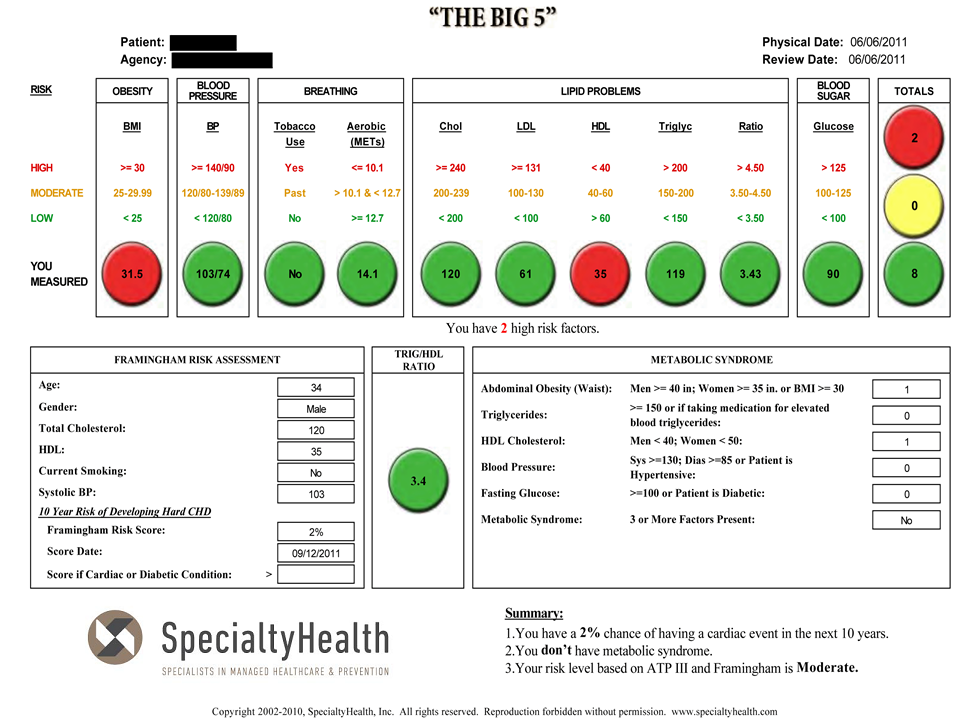 “THE BIG 5”
Patient:
Physical Date: 06/06/2011
Agency:
Review Date: 06/06/2011
RISK OBESITY BLOOD PRESSURE BREATHING LIPID PROBLEMS BLOOD SUGAR TOTALS
BMI BP Tobacco Use Aerobic (METs) Chol LDL HDL Triglyc Ratio Glucose
2
HIGH >= 30 >= 140/90 Yes <= 10.1 >= 240 >= 131 < 40 > 200 > 4.50 > 125
MODERATE 25-29.99 120/80-139/89 Past > 10.1 & < 12.7 200-239 100-130 40-60 150-200 3.50-4.50 100-125
0
LOW < 25 < 120/80 No >= 12.7 < 200 < 100 > 60 < 150 < 3.50 < 100
YOU MEASURED 31.5 103/74 No 14.1 120 61 35 119 3.43 90 8
You have 2 high risk factors.
FRAMINGHAM RISK ASSESSMENT
Age: 34
Gender: Male
Total Cholesterol: 120
HDL: 35
Current Smoking: No
Systolic BP: 103
10 Year Risk of Developing Hard CHD
Framingham Risk Score: 2%
Score Date: 09/12/2011
Score if Cardiac or Diabetic Condition: >
TRIG/HDL
RATIO
3.4
METABOLIC SYNDROME
Abdominal Obesity (Waist): Men >= 40 in; Women >= 35 in. or BMI >= 30 1
Triglycerides: >= 150 or if taking medication for elevated
blood triglycerides: 0
HDL Cholesterol: Men < 40; Women < 50: 1
Blood Pressure: Sys >=130; Dias >=85 or Patient is
Hypertensive: 0
Fasting Glucose: >=100 or Patient is Diabetic: 0
Metabolic Syndrome: 3 or More Factors Present: No
SpecialtyHealth
SPECIALISTS IN MANAGED HEALTHCARE & PREVENTION
Summary:
1.You have a 2% chance of having a cardiac event in the next 10 years.
2.You don’t have metabolic syndrome.
3.Your risk level based on ATP III and Framingham is Moderate.
Copyright 2002-2010, SpecialtyHealth, Inc. All rights reserved. Reproduction forbidden without permission. www.specialtyhealth.com